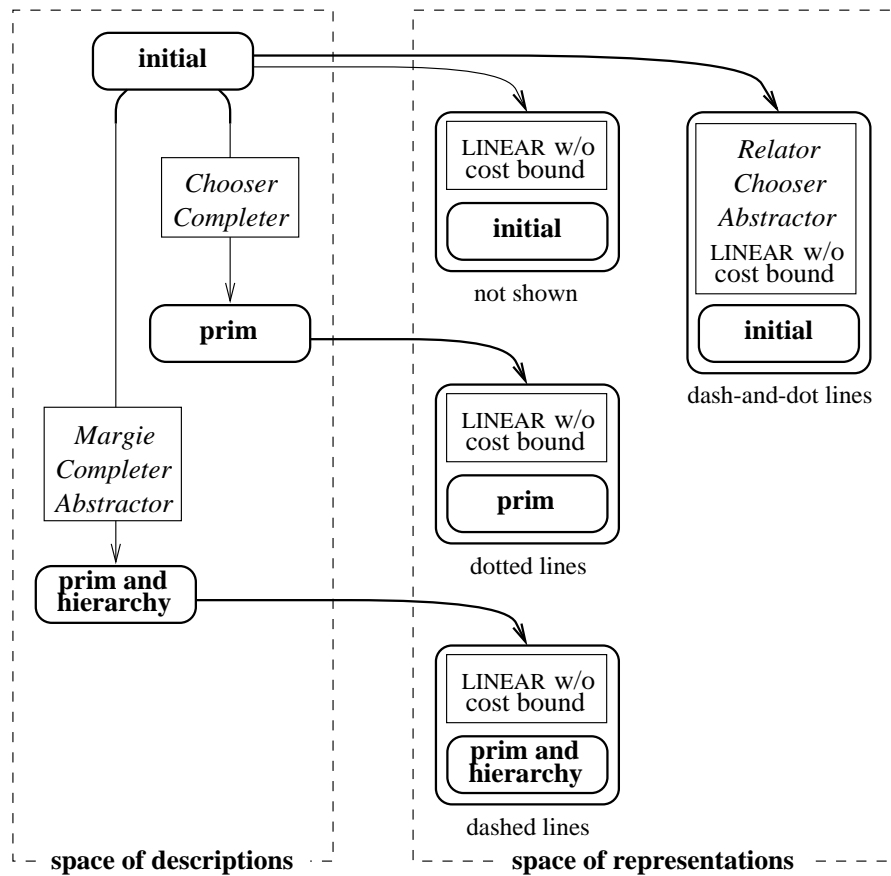 initial
Chooser
Completer
prim
Margie
Completer
Abstractor
prim and
hierarchy
space of descriptions
LINEAR w/o
cost bound
initial
not shown
Relator
Chooser
Abstractor
LINEAR w/o
cost bound
initial
dash-and-dot lines
LINEAR w/o
cost bound
prim
dotted lines
LINEAR w/o
cost bound
prim and
hierarchy
dashed lines
space of representations